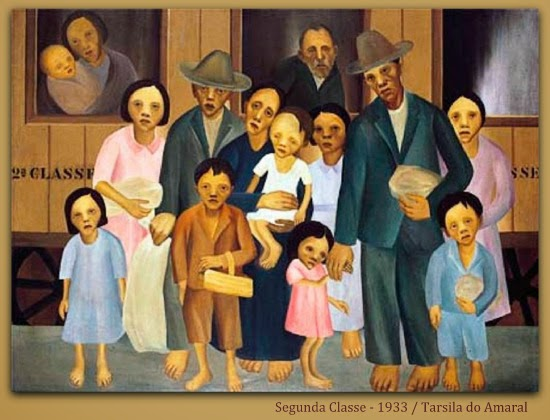 2ª CLASSE
SSE
Segunda Classe - 1933 / Tarsila do Amaral